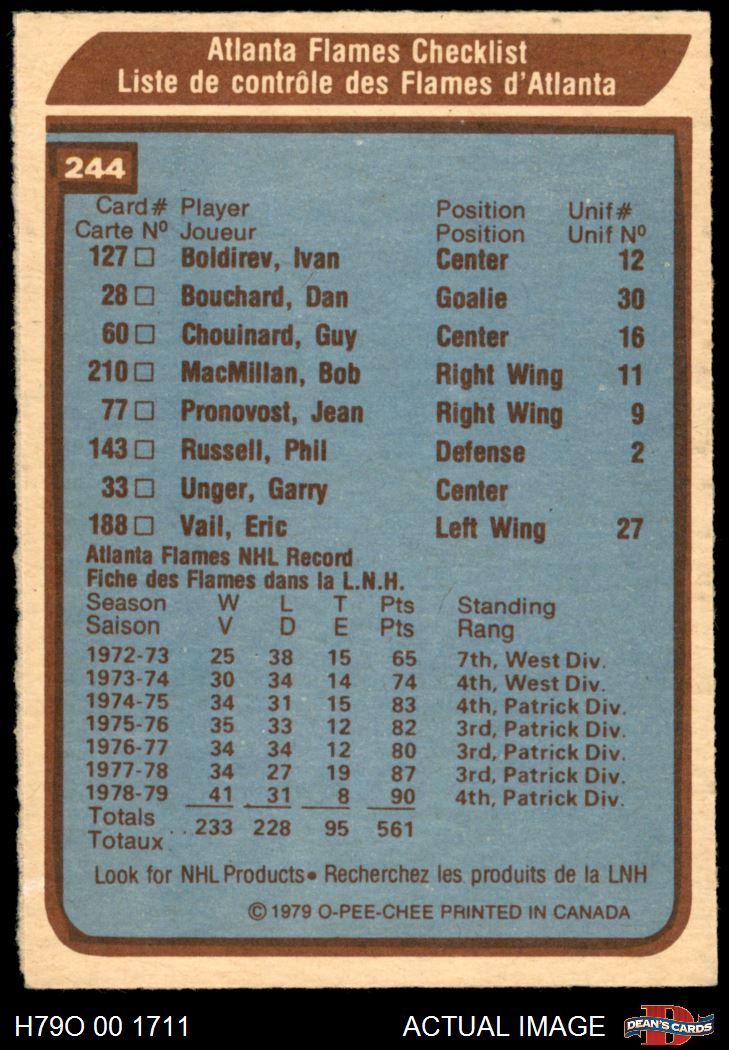 Atlanta Flames Checklist
Liste de contrôle des Flames d'Atlanta
244
Card # Player Position Unif #
Carte Nº Joueur Position Unif Nº
127 □ Boldirev, Ivan Center 12
28 □ Bouchard, Dan Goalie 30
60 □ Chouinard, Guy Center 16
210 □ MacMillan, Bob Right Wing 11
77 □ Pronovost, Jean Right Wing 9
143 □ Russell, Phil Defense 2
33 □ Unger, Garry Center
188 □ Vail, Eric Left Wing 27
Atlanta Flames NHL Record
Fiche des Flames dans la L.N.H.
Season W L T Pts Standing
Saison V D E Pts Rang
1972-73 25 38 15 65 7th, West Div.
1973-74 30 34 14 74 4th, West Div.
1974-75 34 31 15 83 4th, Patrick Div.
1975-76 35 33 12 82 3rd, Patrick Div.
1976-77 34 34 12 80 3rd, Patrick Div.
1977-78 34 27 19 87 3rd, Patrick Div.
1978-79 41 31 8 90 4th, Patrick Div.
Totals
Totaux . . 233 228 95 561
Look for NHL Products • Recherchez les produits de la LNH
© 1979 O-PEE-CHEE PRINTED IN CANADA
H79O 00 1711 ACTUAL IMAGE D DEAN'S CARDS